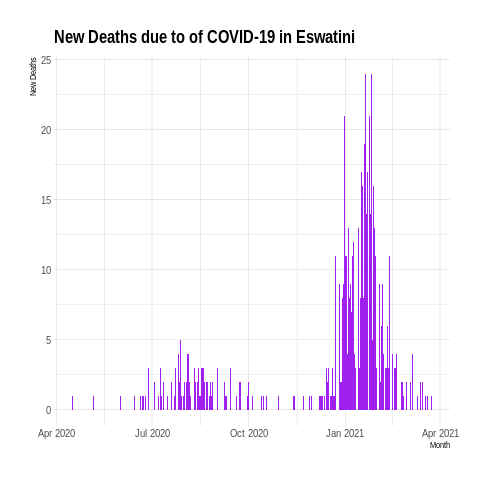 New Deaths due to of COVID-19 in Eswatini
New Deaths
25
20
15
10
5
0
Apr 2020 Jul 2020 Oct 2020 Jan 2021 Apr 2021
Month